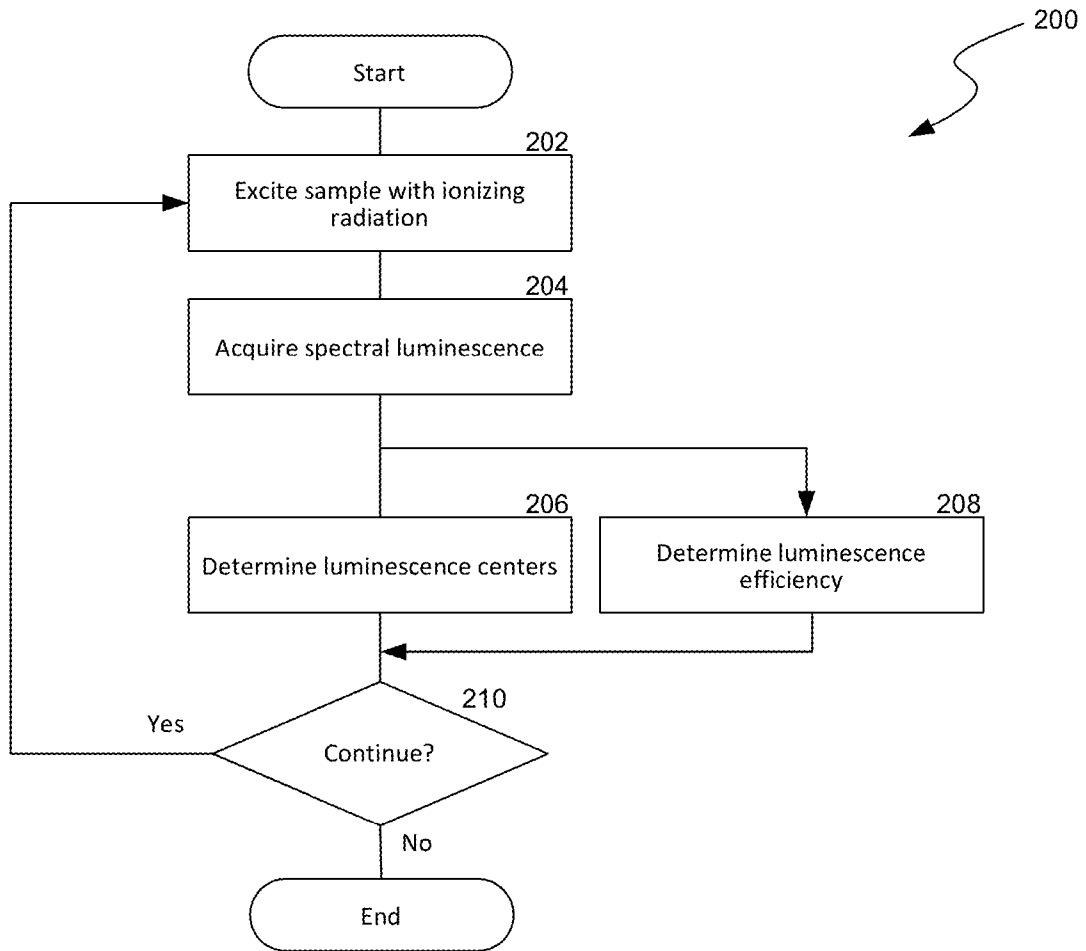 200
Start
202
Excite sample with ionizing
radiation
204
Acquire spectral luminescence
206
Determine luminescence centers
208
Determine luminescence
efficiency
210
Continue?
Yes
No
End